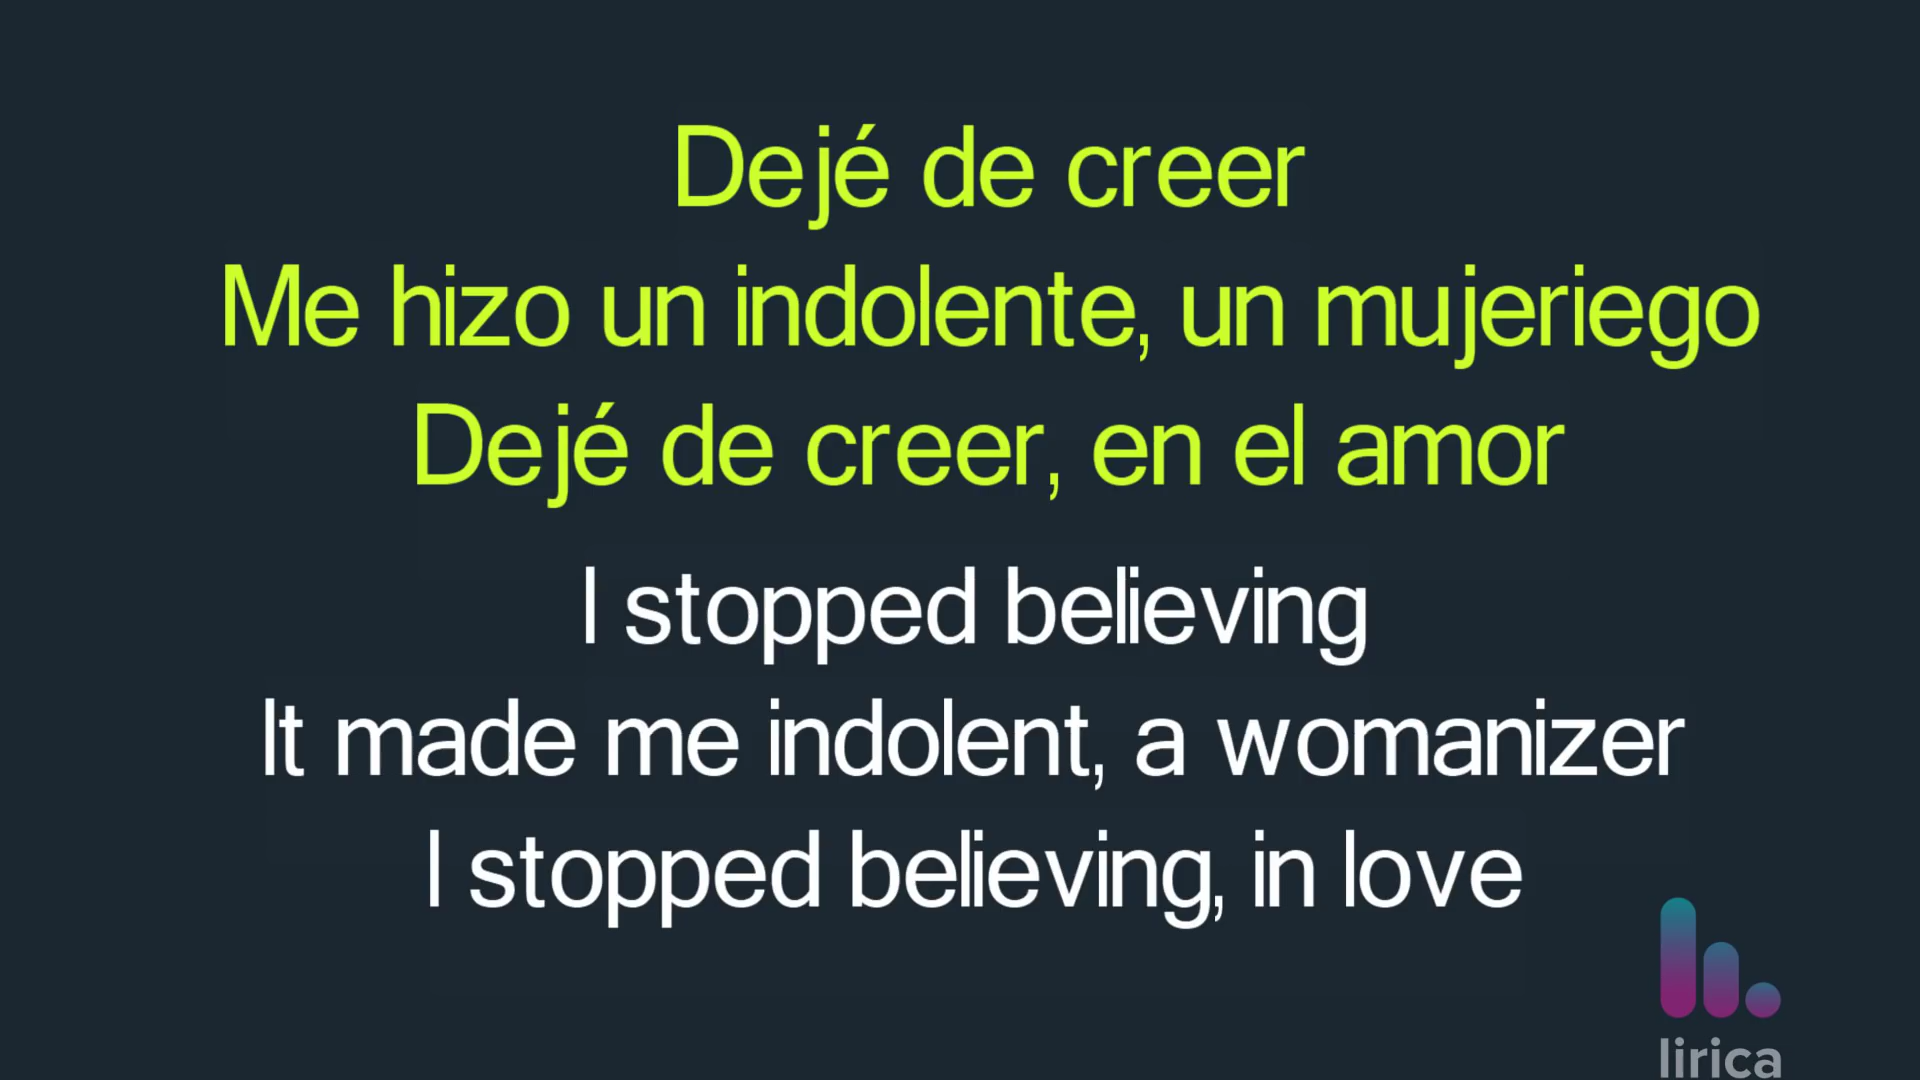 Dejé de creer
Me hizo un indolente, un mujeriego
Dejé de creer, en el amor
I stopped believing
It made me indolent, a womanizer
I stopped believing, in love
lirica